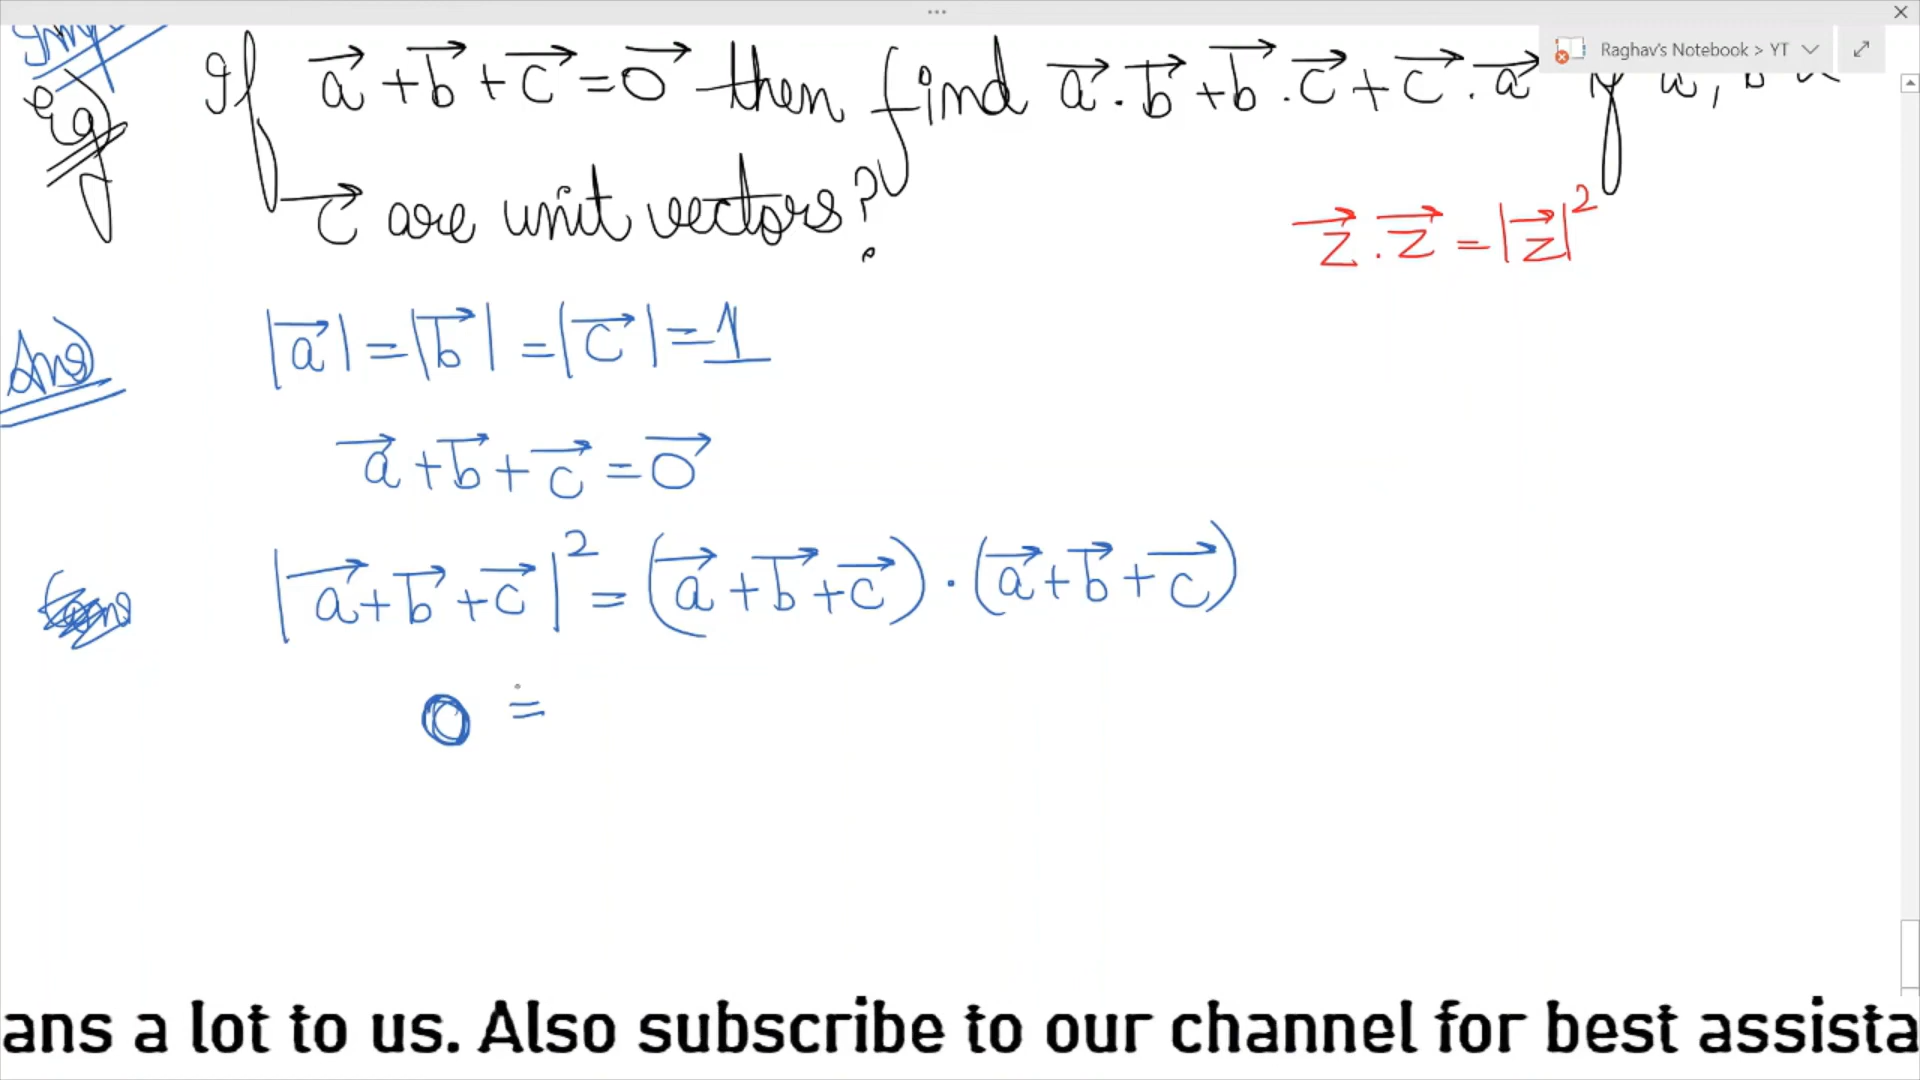 Imp
Raghav's Notebook > YT
Eg) If a⃗ + b⃗ + c⃗ = 0⃗ then find a⃗ . b⃗ + b⃗ . c⃗ + c⃗ . a⃗ if
c⃗ are unit vectors?
z⃗ . z⃗ = |z⃗|²
Ans) |a⃗| = |b⃗| = |c⃗| = 1
a⃗ + b⃗ + c⃗ = 0⃗
|a⃗ + b⃗ + c⃗|² = (a⃗ + b⃗ + c⃗) · (a⃗ + b⃗ + c⃗)
0 =
ans a lot to us. Also subscribe to our channel for best assista